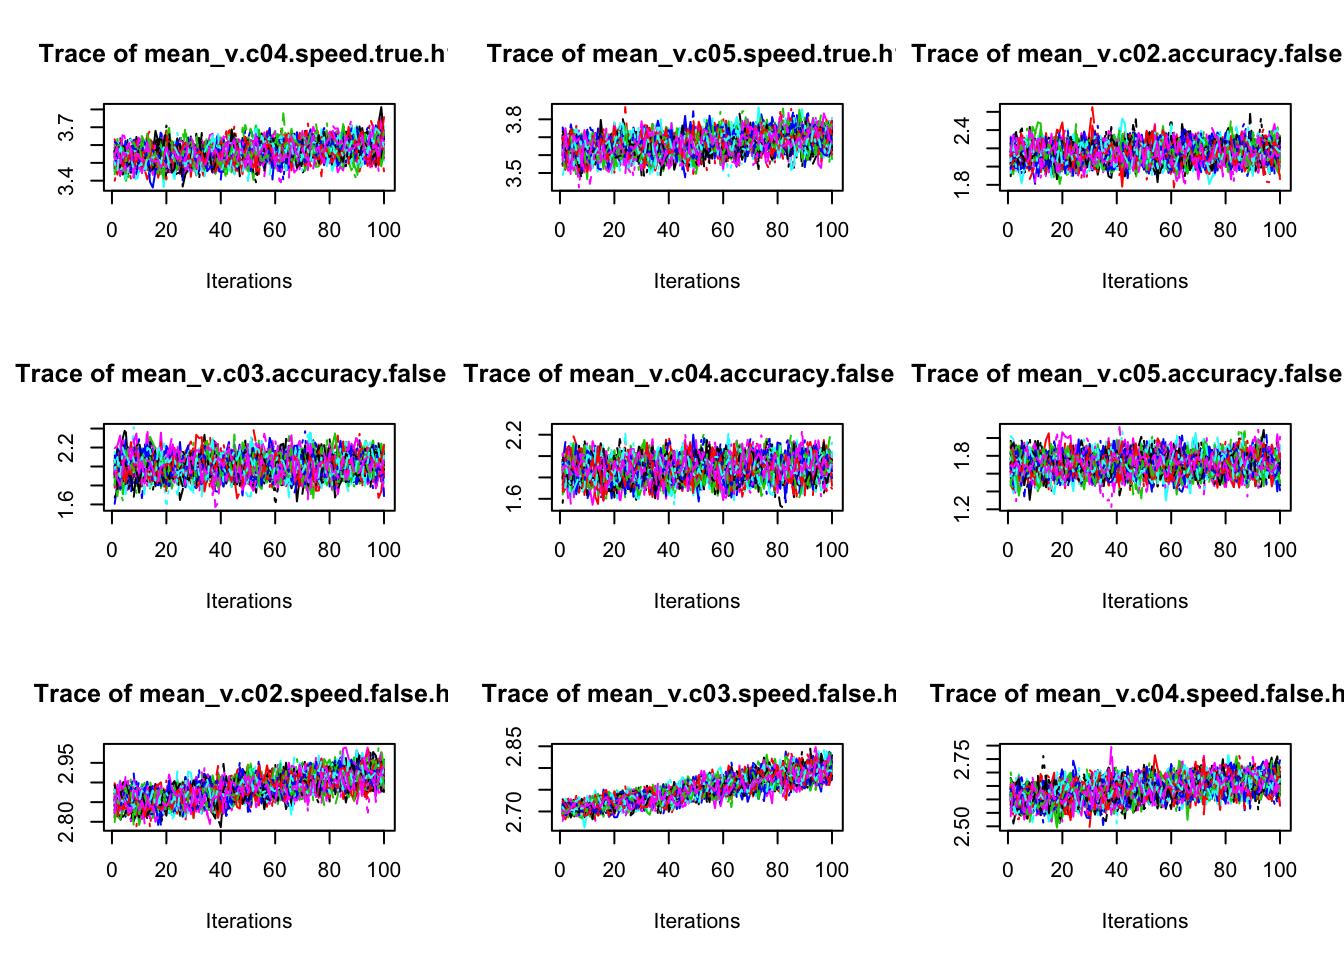 Trace of mean_v.c04.speed.true.h
3.4 3.7
0 20 40 60 80 100
Iterations
Trace of mean_v.c05.speed.true.h
3.5 3.8
0 20 40 60 80 100
Iterations
Trace of mean_v.c02.accuracy.false
1.8 2.4
0 20 40 60 80 100
Iterations
Trace of mean_v.c03.accuracy.false
1.6 2.2
0 20 40 60 80 100
Iterations
Trace of mean_v.c04.accuracy.false
1.6 2.2
0 20 40 60 80 100
Iterations
Trace of mean_v.c05.accuracy.false
1.2 1.8
0 20 40 60 80 100
Iterations
Trace of mean_v.c02.speed.false.h
2.80 2.95
0 20 40 60 80 100
Iterations
Trace of mean_v.c03.speed.false.h
2.70 2.85
0 20 40 60 80 100
Iterations
Trace of mean_v.c04.speed.false.h
2.50 2.75
0 20 40 60 80 100
Iterations